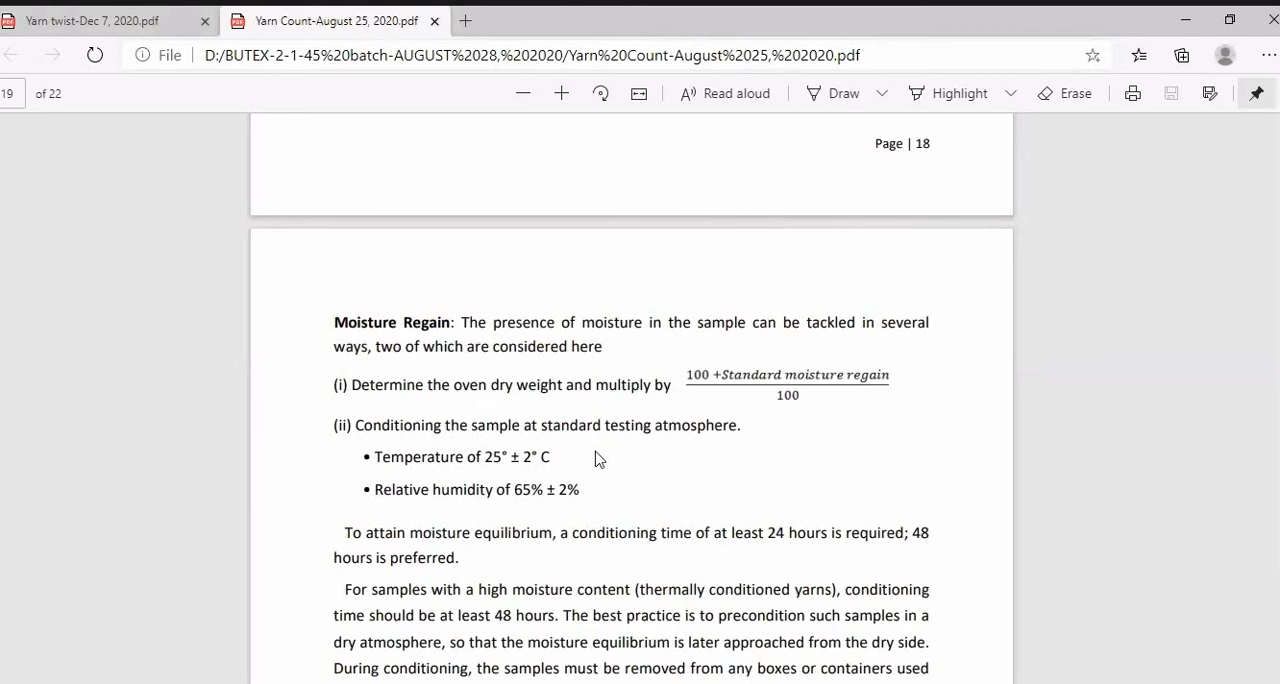 Yarn twist-Dec 7, 2020.pdf
Yarn Count-August 25, 2020.pdf
File D:/BUTEX-2-1-45%20batch-AUGUST%2028,%202020/Yarn%20Count-August%2025,%202020.pdf
19 of 22 Read aloud Draw Highlight Erase
Page | 18
Moisture Regain: The presence of moisture in the sample can be tackled in several
ways, two of which are considered here
(i) Determine the oven dry weight and multiply by 100 +Standard moisture regain
100
(ii) Conditioning the sample at standard testing atmosphere.
• Temperature of 25° ± 2° C
• Relative humidity of 65% ± 2%
To attain moisture equilibrium, a conditioning time of at least 24 hours is required; 48
hours is preferred.
For samples with a high moisture content (thermally conditioned yarns), conditioning
time should be at least 48 hours. The best practice is to precondition such samples in a
dry atmosphere, so that the moisture equilibrium is later approached from the dry side.
During conditioning, the samples must be removed from any boxes or containers used